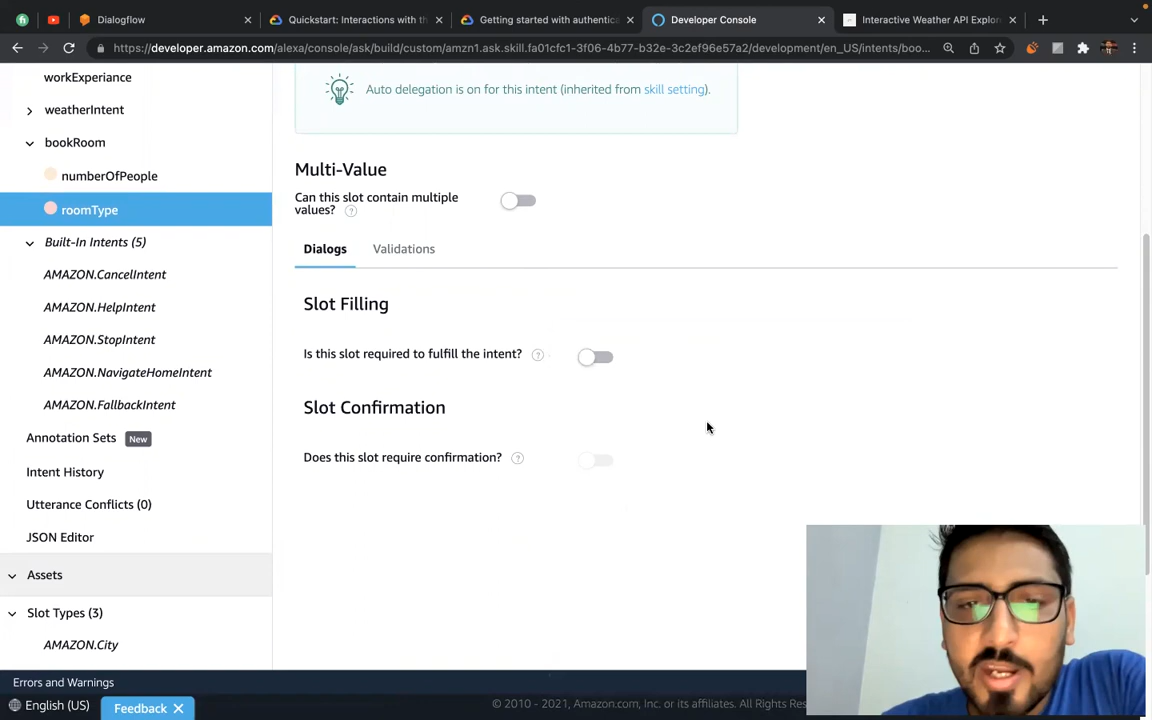 Dialogflow
Quickstart: Interactions with th
Getting started with authentica
Developer Console
Interactive Weather API Explor
https://developer.amazon.com/alexa/console/ask/build/custom/amzn1.ask.skill.fa01cfc1-3f06-4b77-b32e-3c2ef96e57a2/development/en_US/intents/boo...
workExperiance
weatherIntent
bookRoom
numberOfPeople
roomType
Built-In Intents (5)
AMAZON.CancelIntent
AMAZON.HelpIntent
AMAZON.StopIntent
AMAZON.NavigateHomeIntent
AMAZON.FallbackIntent
Annotation Sets New
Intent History
Utterance Conflicts (0)
JSON Editor
Assets
Slot Types (3)
AMAZON.City
Auto delegation is on for this intent (inherited from skill setting).
Multi-Value
Can this slot contain multiple
values? ?
Dialogs Validations
Slot Filling
Is this slot required to fulfill the intent? ?
Slot Confirmation
Does this slot require confirmation? ?
Errors and Warnings
English (US)
Feedback
© 2010 - 2021, Amazon.com, Inc. or its affiliates. All Rights Rese